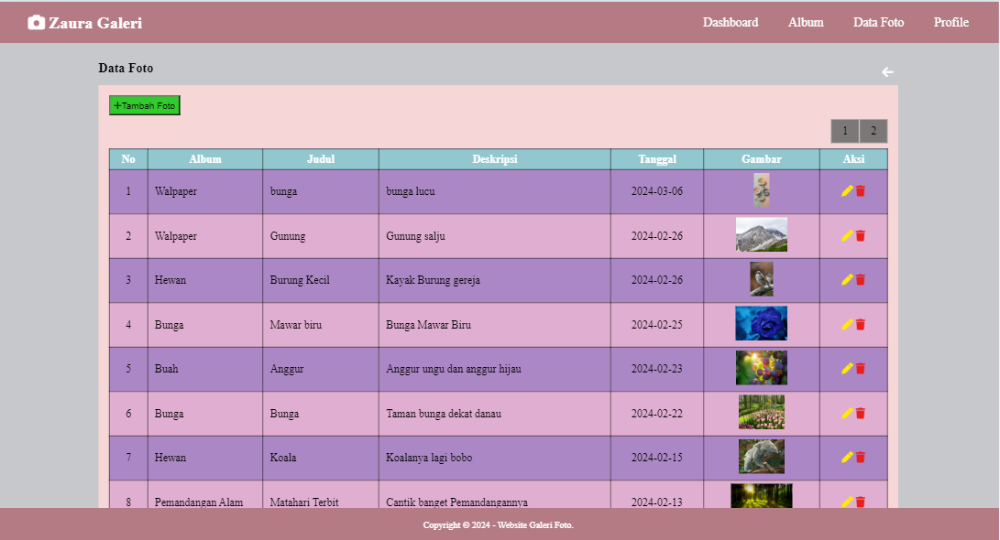 Zaura Galeri
Dashboard Album Data Foto Profile
Data Foto
+Tambah Foto
1 2
No Album Judul Deskripsi Tanggal Gambar Aksi
1 Walpaper bunga bunga lucu 2024-03-06
2 Walpaper Gunung Gunung salju 2024-02-26
3 Hewan Burung Kecil Kayak Burung gereja 2024-02-26
4 Bunga Mawar biru Bunga Mawar Biru 2024-02-25
5 Buah Anggur Anggur ungu dan anggur hijau 2024-02-23
6 Bunga Bunga Taman bunga dekat danau 2024-02-22
7 Hewan Koala Koalanya lagi bobo 2024-02-15
8 Pemandangan Alam Matahari Terbit Cantik banget Pemandangannya 2024-02-13
Copyright © 2024 - Website Galeri Foto.